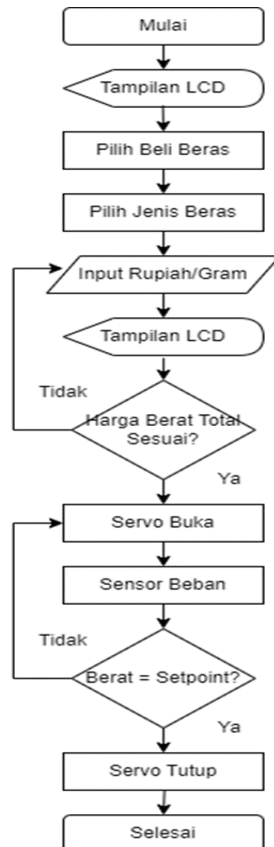 Mulai
Tampilan LCD
Pilih Beli Beras
Pilih Jenis Beras
Input Rupiah/Gram
Tampilan LCD
Tidak
Harga Berat Total
Sesuai?
Ya
Servo Buka
Sensor Beban
Tidak
Berat = Setpoint?
Ya
Servo Tutup
Selesai